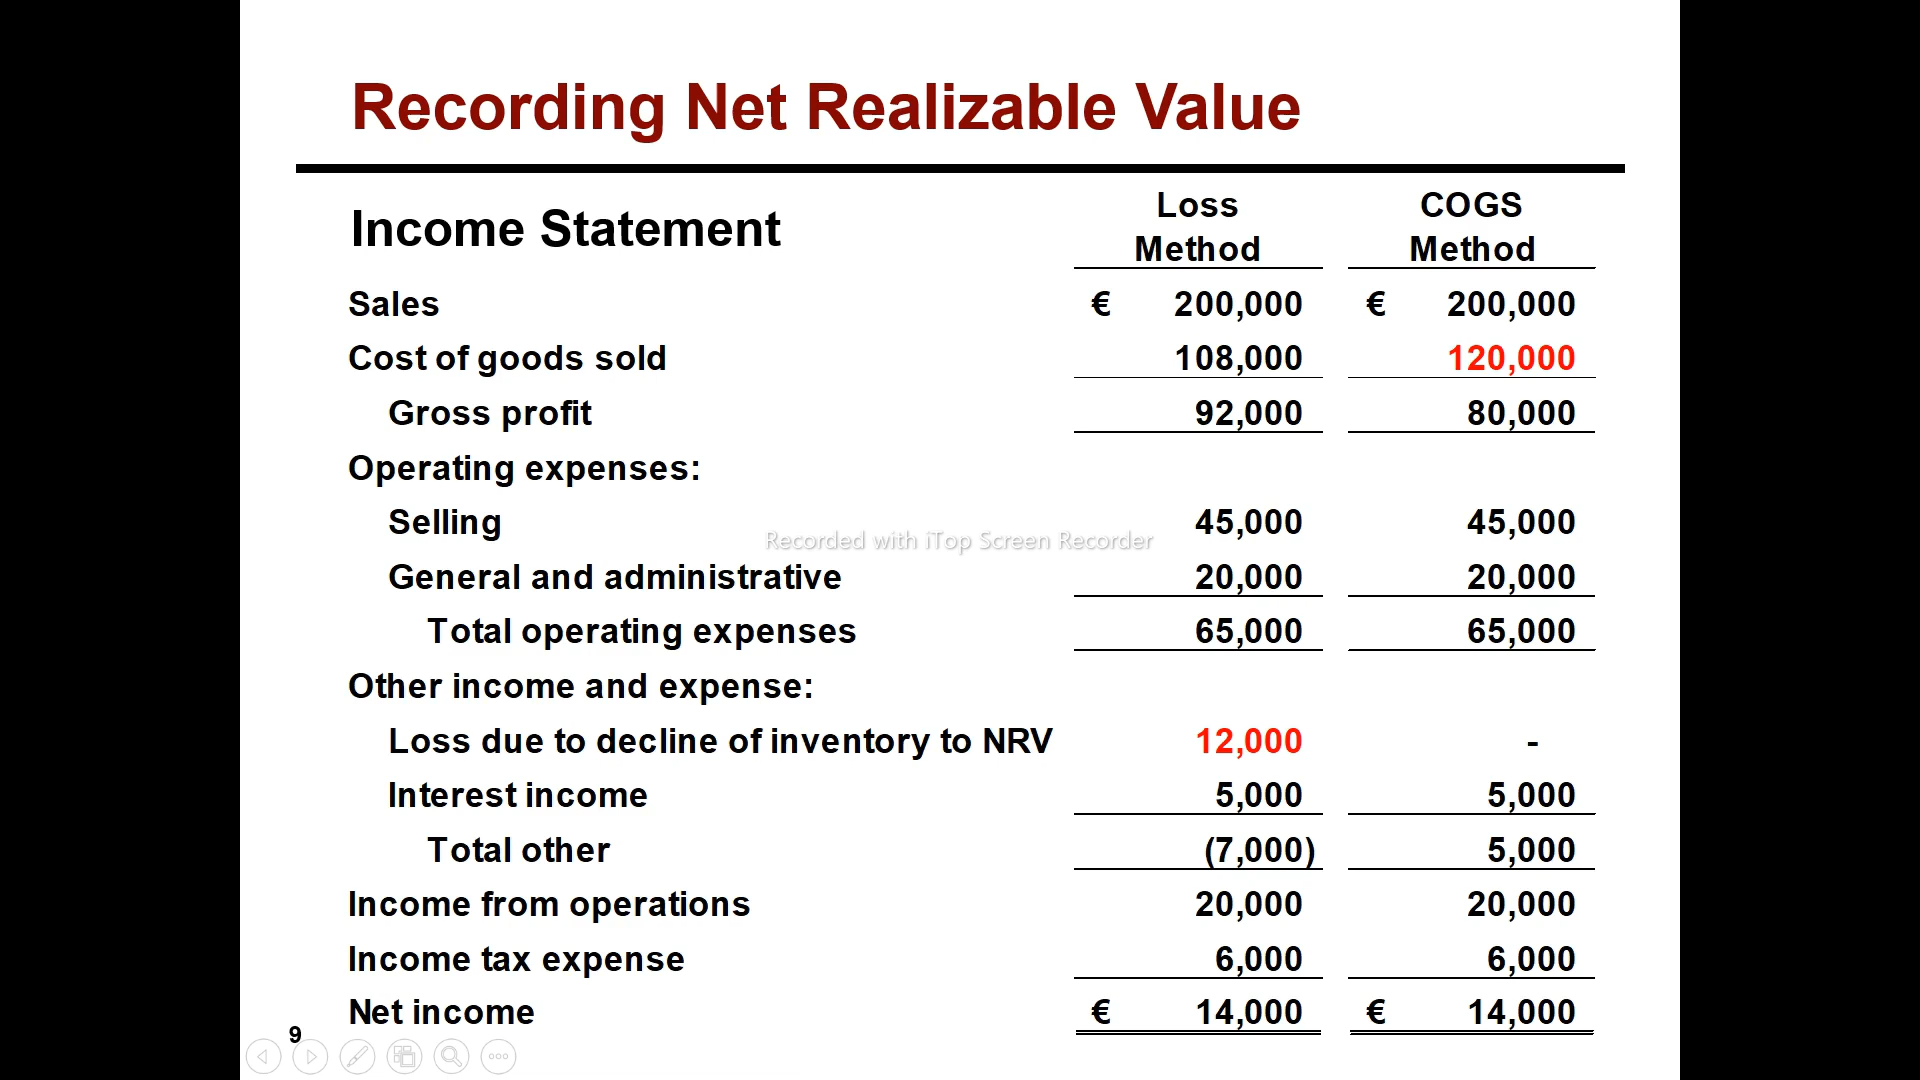 Recording Net Realizable Value
Income Statement
Loss Method COGS Method
Sales € 200,000 € 200,000
Cost of goods sold 108,000 120,000
Gross profit 92,000 80,000
Operating expenses:
Selling 45,000 45,000
Recorded with iTop Screen Recorder
General and administrative 20,000 20,000
Total operating expenses 65,000 65,000
Other income and expense:
Loss due to decline of inventory to NRV 12,000 -
Interest income 5,000 5,000
Total other (7,000) 5,000
Income from operations 20,000 20,000
Income tax expense 6,000 6,000
Net income € 14,000 € 14,000
9